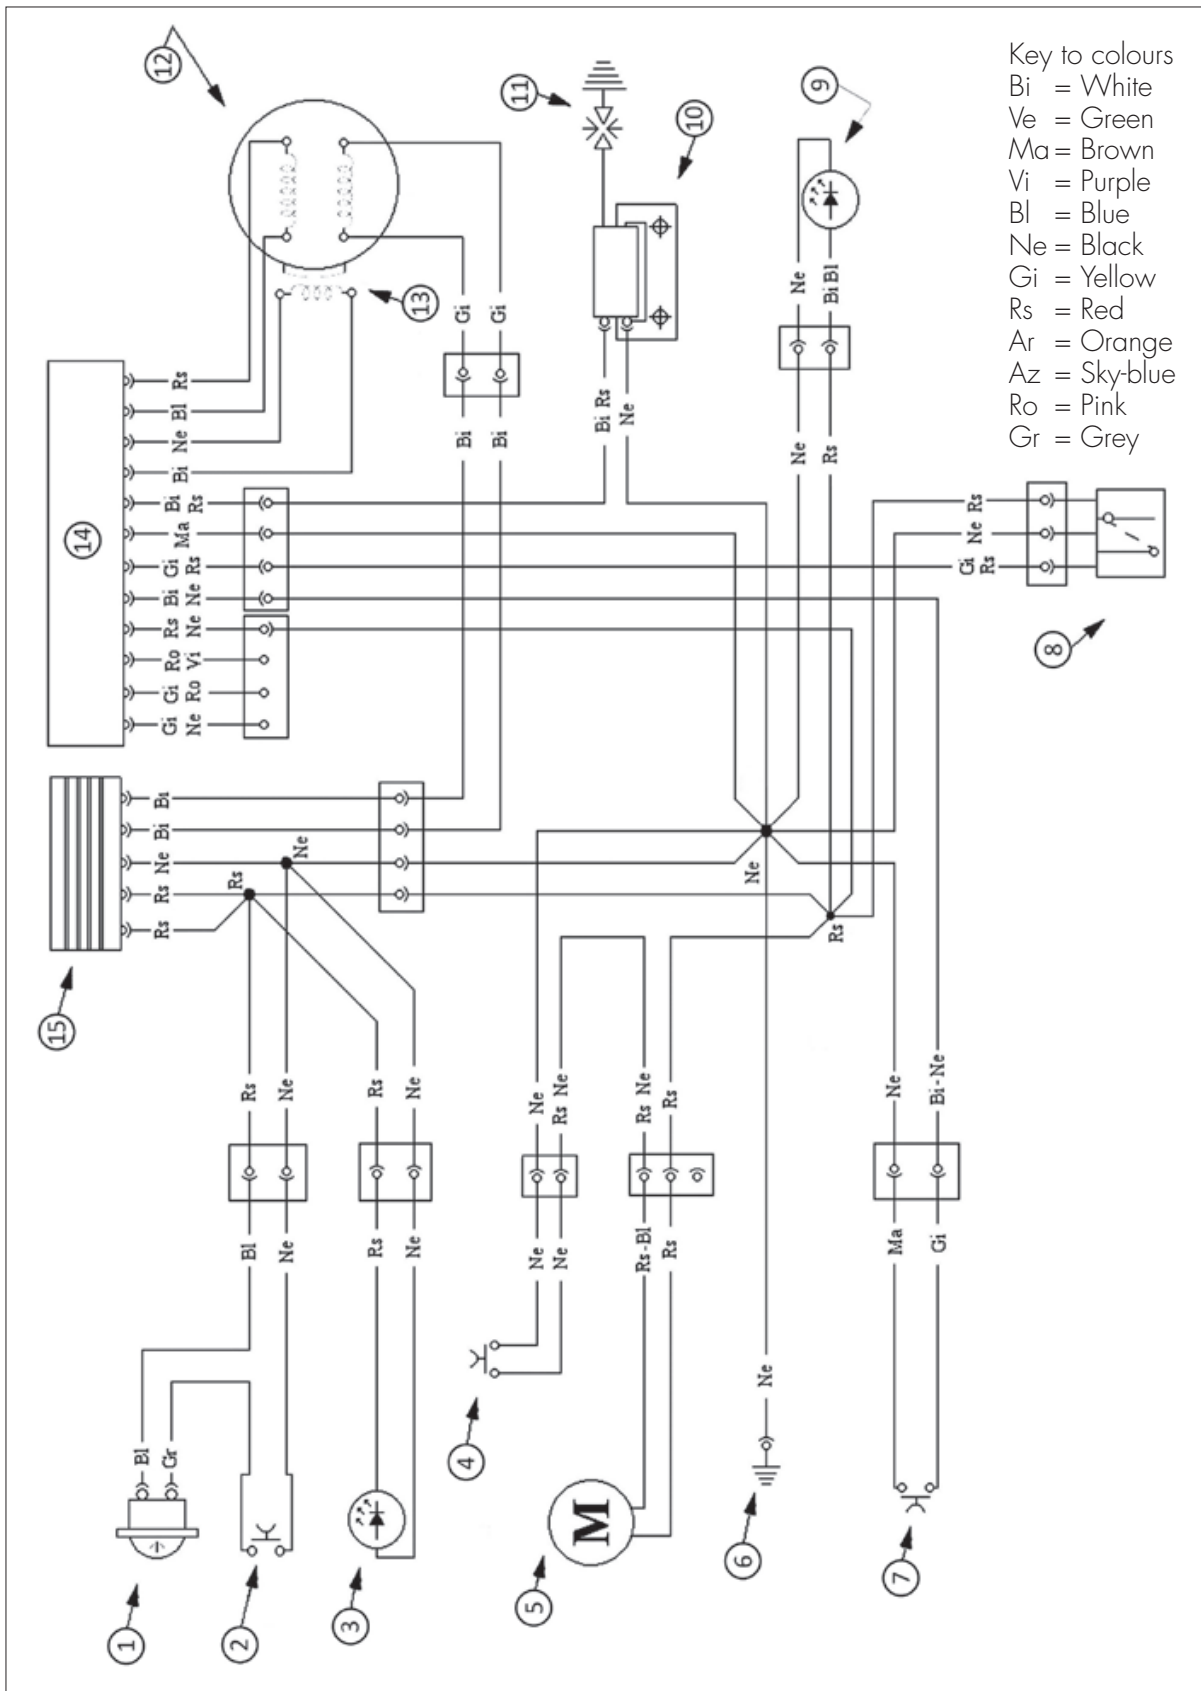 Key to colours
Bi = White
Ve = Green
Ma = Brown
Vi = Purple
Bl = Blue
Ne = Black
Gi = Yellow
Rs = Red
Ar = Orange
Az = Sky-blue
Ro = Pink
Gr = Grey
12
11
10
9
13
14
8
15
1
2
3
4
5
6
7
Rs
Bl
Ne
Bi
Bi Rs
Ma
Gi Rs
Bi Ne
Rs Ne
Ro Vi
Gi Ro
Gi Ne
Gi
Gi
Bi
Bi
Bi Rs
Ne
Ne
Bi Bl
Ne
Rs
Rs
Ne
Gi Rs
Bi
Bi
Ne
Rs
Rs
Rs
Ne
Ne
Rs
Rs
Ne
Rs
Ne
Ne
Rs Ne
Rs Ne
Rs
Ne
Bi-Ne
Bl
Ne
Rs
Ne
Ne
Ne
Rs-Bl
Rs
Ma
Gi
Bl
Gr
Ne
M